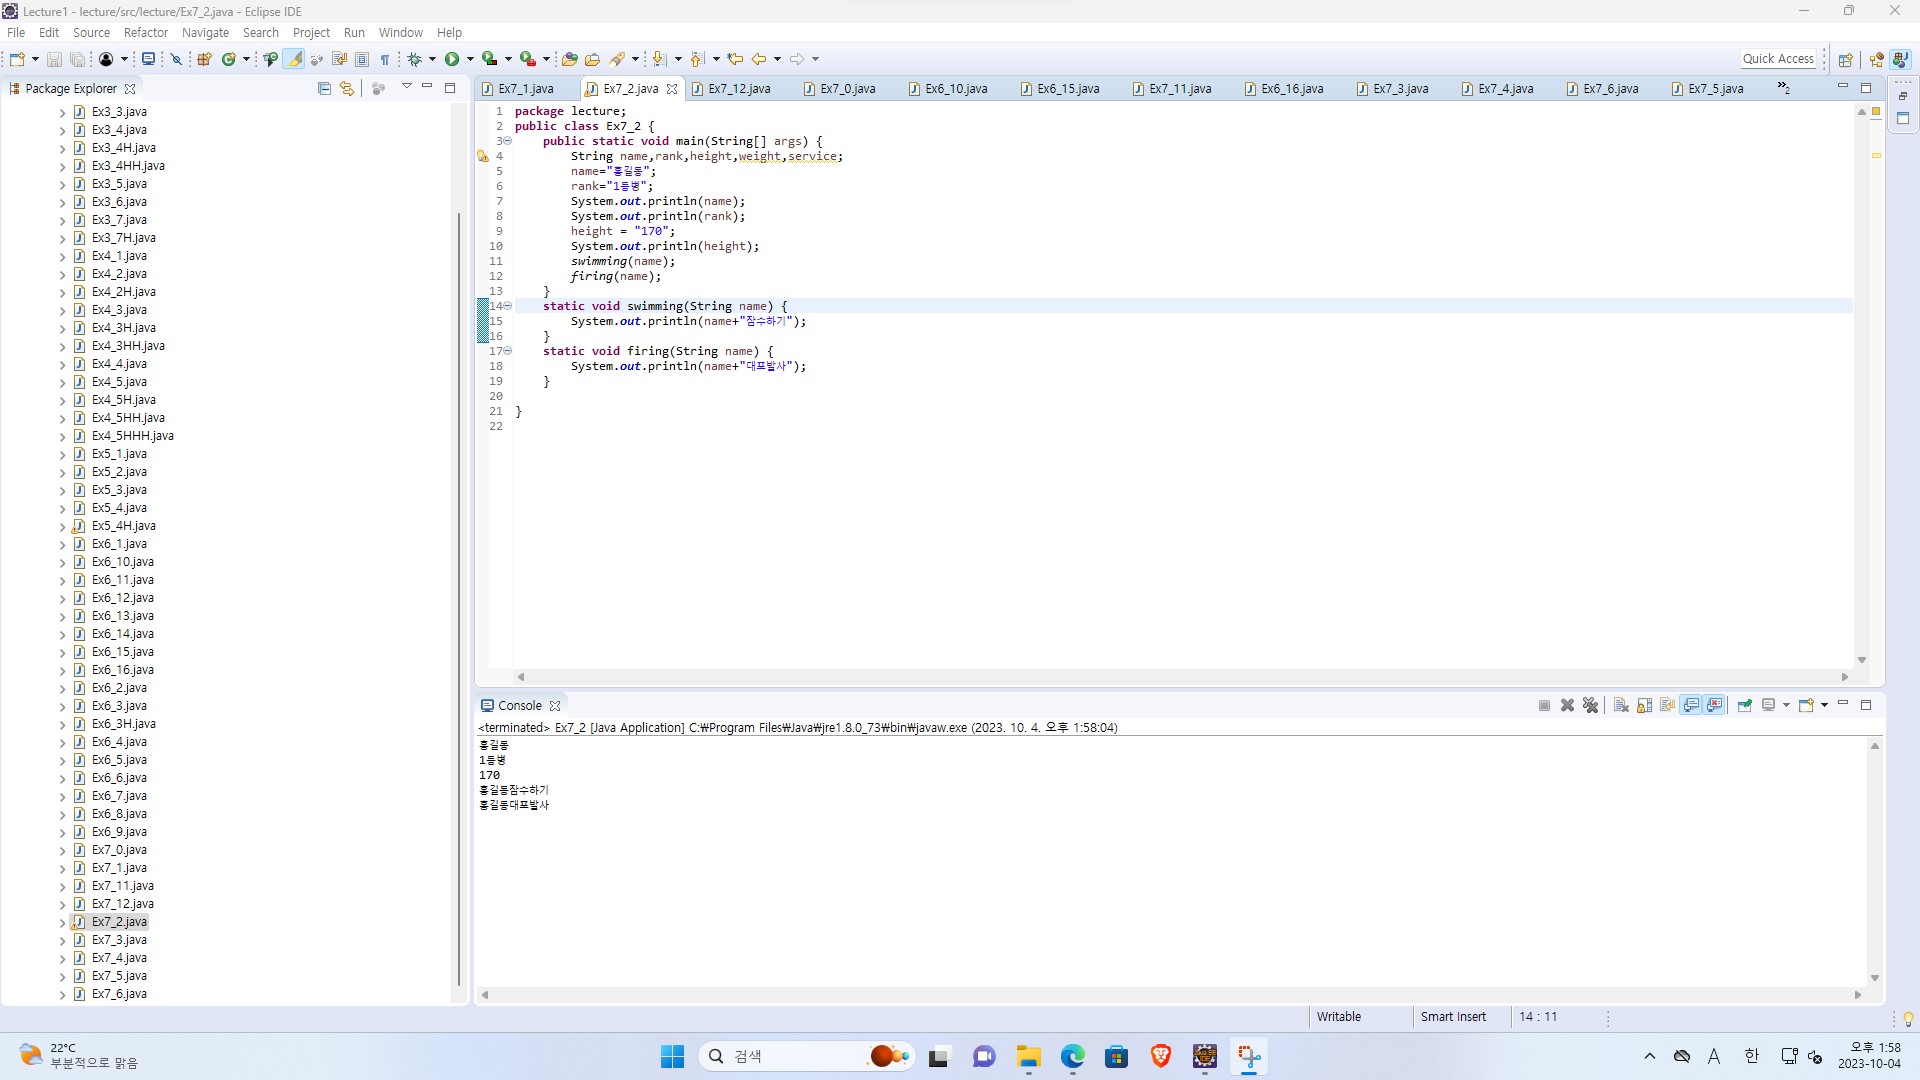 Lecture1 - lecture/src/lecture/Ex7_2.java - Eclipse IDE
File Edit Source Refactor Navigate Search Project Run Window Help
Quick Access
Package Explorer
Ex3_3.java
Ex3_4.java
Ex3_4H.java
Ex3_4HH.java
Ex3_5.java
Ex3_6.java
Ex3_7.java
Ex3_7H.java
Ex4_1.java
Ex4_2.java
Ex4_2H.java
Ex4_3.java
Ex4_3H.java
Ex4_3HH.java
Ex4_4.java
Ex4_5.java
Ex4_5H.java
Ex4_5HH.java
Ex4_5HHH.java
Ex5_1.java
Ex5_2.java
Ex5_3.java
Ex5_4.java
Ex5_4H.java
Ex6_1.java
Ex6_10.java
Ex6_11.java
Ex6_12.java
Ex6_13.java
Ex6_14.java
Ex6_15.java
Ex6_16.java
Ex6_2.java
Ex6_3.java
Ex6_3H.java
Ex6_4.java
Ex6_5.java
Ex6_6.java
Ex6_7.java
Ex6_8.java
Ex6_9.java
Ex7_0.java
Ex7_1.java
Ex7_11.java
Ex7_12.java
Ex7_2.java
Ex7_3.java
Ex7_4.java
Ex7_5.java
Ex7_6.java
Ex7_1.java Ex7_2.java Ex7_12.java Ex7_0.java Ex6_10.java Ex6_15.java Ex7_11.java Ex6_16.java Ex7_3.java Ex7_4.java Ex7_6.java Ex7_5.java »2
1 package lecture;
2 public class Ex7_2 {
3 public static void main(String[] args) {
4 String name,rank,height,weight,service;
5 name="홍길동";
6 rank="1등병";
7 System.out.println(name);
8 System.out.println(rank);
9 height = "170";
10 System.out.println(height);
11 swimming(name);
12 firing(name);
13 }
14 static void swimming(String name) {
15 System.out.println(name+"잠수하기");
16 }
17 static void firing(String name) {
18 System.out.println(name+"대포발사");
19 }
20
21 }
22
Console
<terminated> Ex7_2 [Java Application] C:₩Program Files₩Java₩jre1.8.0_73₩bin₩javaw.exe (2023. 10. 4. 오후 1:58:04)
홍길동
1등병
170
홍길동잠수하기
홍길동대포발사
Writable Smart Insert 14 : 11
22°C
부분적으로 맑음
검색
A 한
오후 1:58
2023-10-04